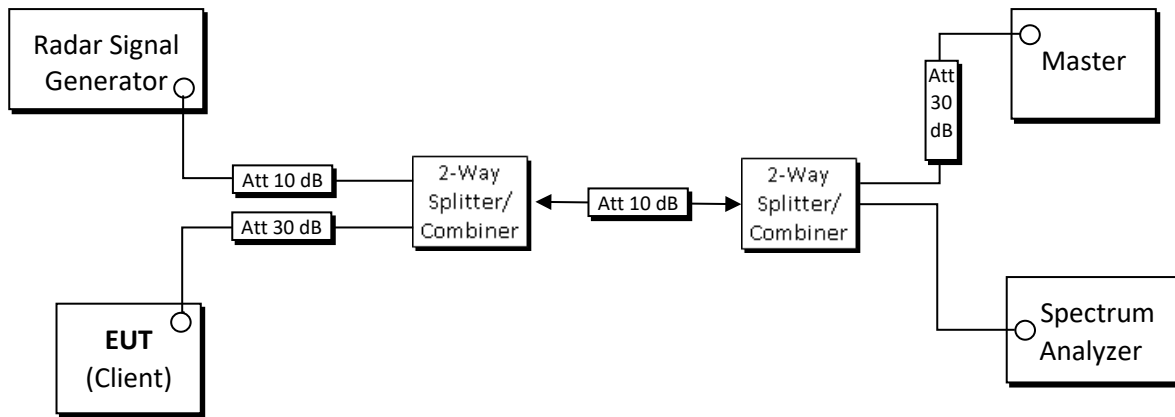 Radar Signal
Generator
Att 10 dB
Att 30 dB
EUT
(Client)
2-Way
Splitter/
Combiner
Att 10 dB
2-Way
Splitter/
Combiner
Att
30
dB
Master
Spectrum
Analyzer